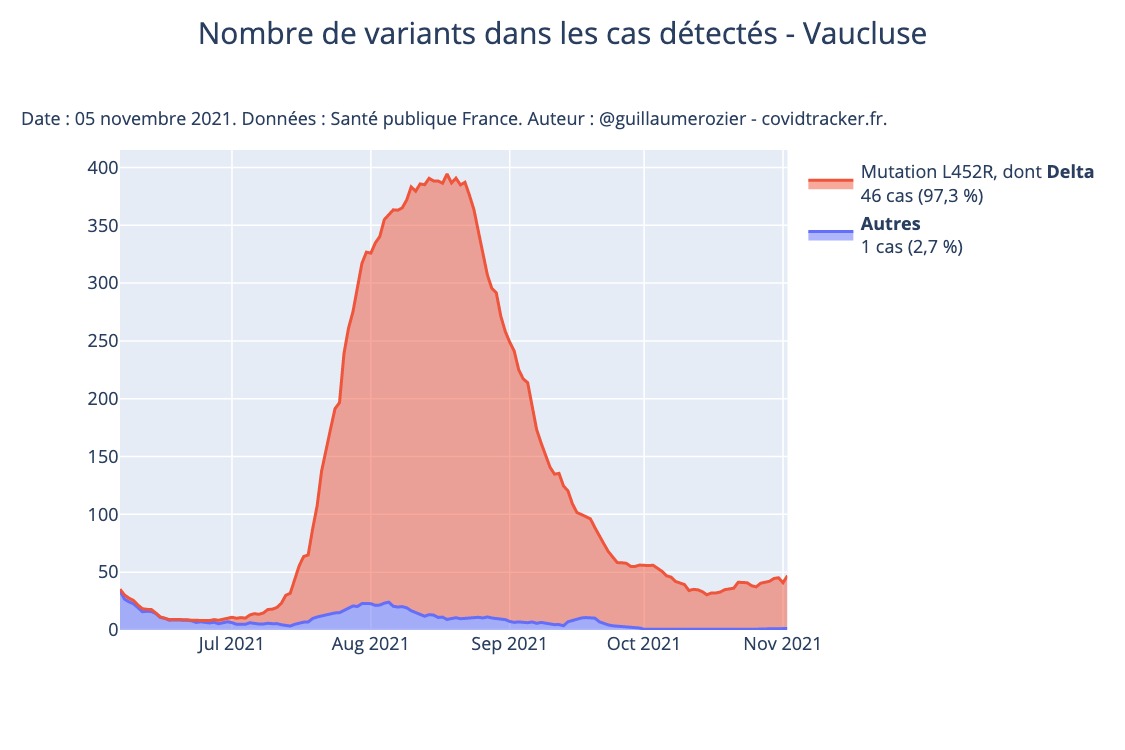 Nombre de variants dans les cas détectés - Vaucluse
Date : 05 novembre 2021. Données : Santé publique France. Auteur : @guillaumerozier - covidtracker.fr.
400
350
300
250
200
150
100
50
0
Jul 2021 Aug 2021 Sep 2021 Oct 2021 Nov 2021
Mutation L452R, dont Delta
46 cas (97,3 %)
Autres
1 cas (2,7 %)